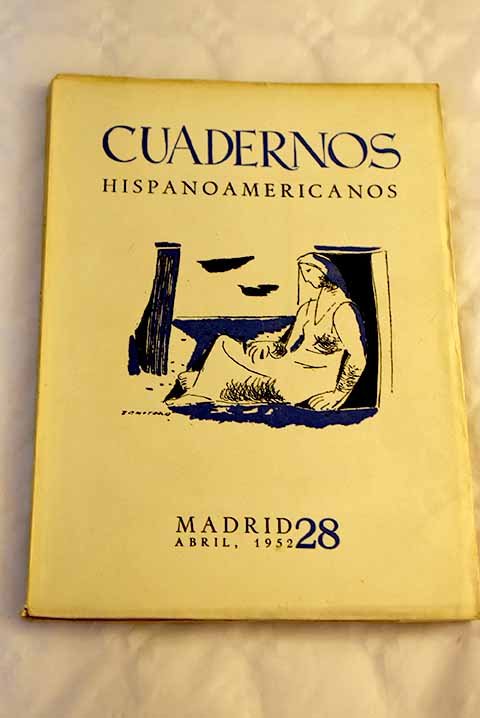 CUADERNOS
HISPANOAMERICANOS
MADRID 28
ABRIL, 1952